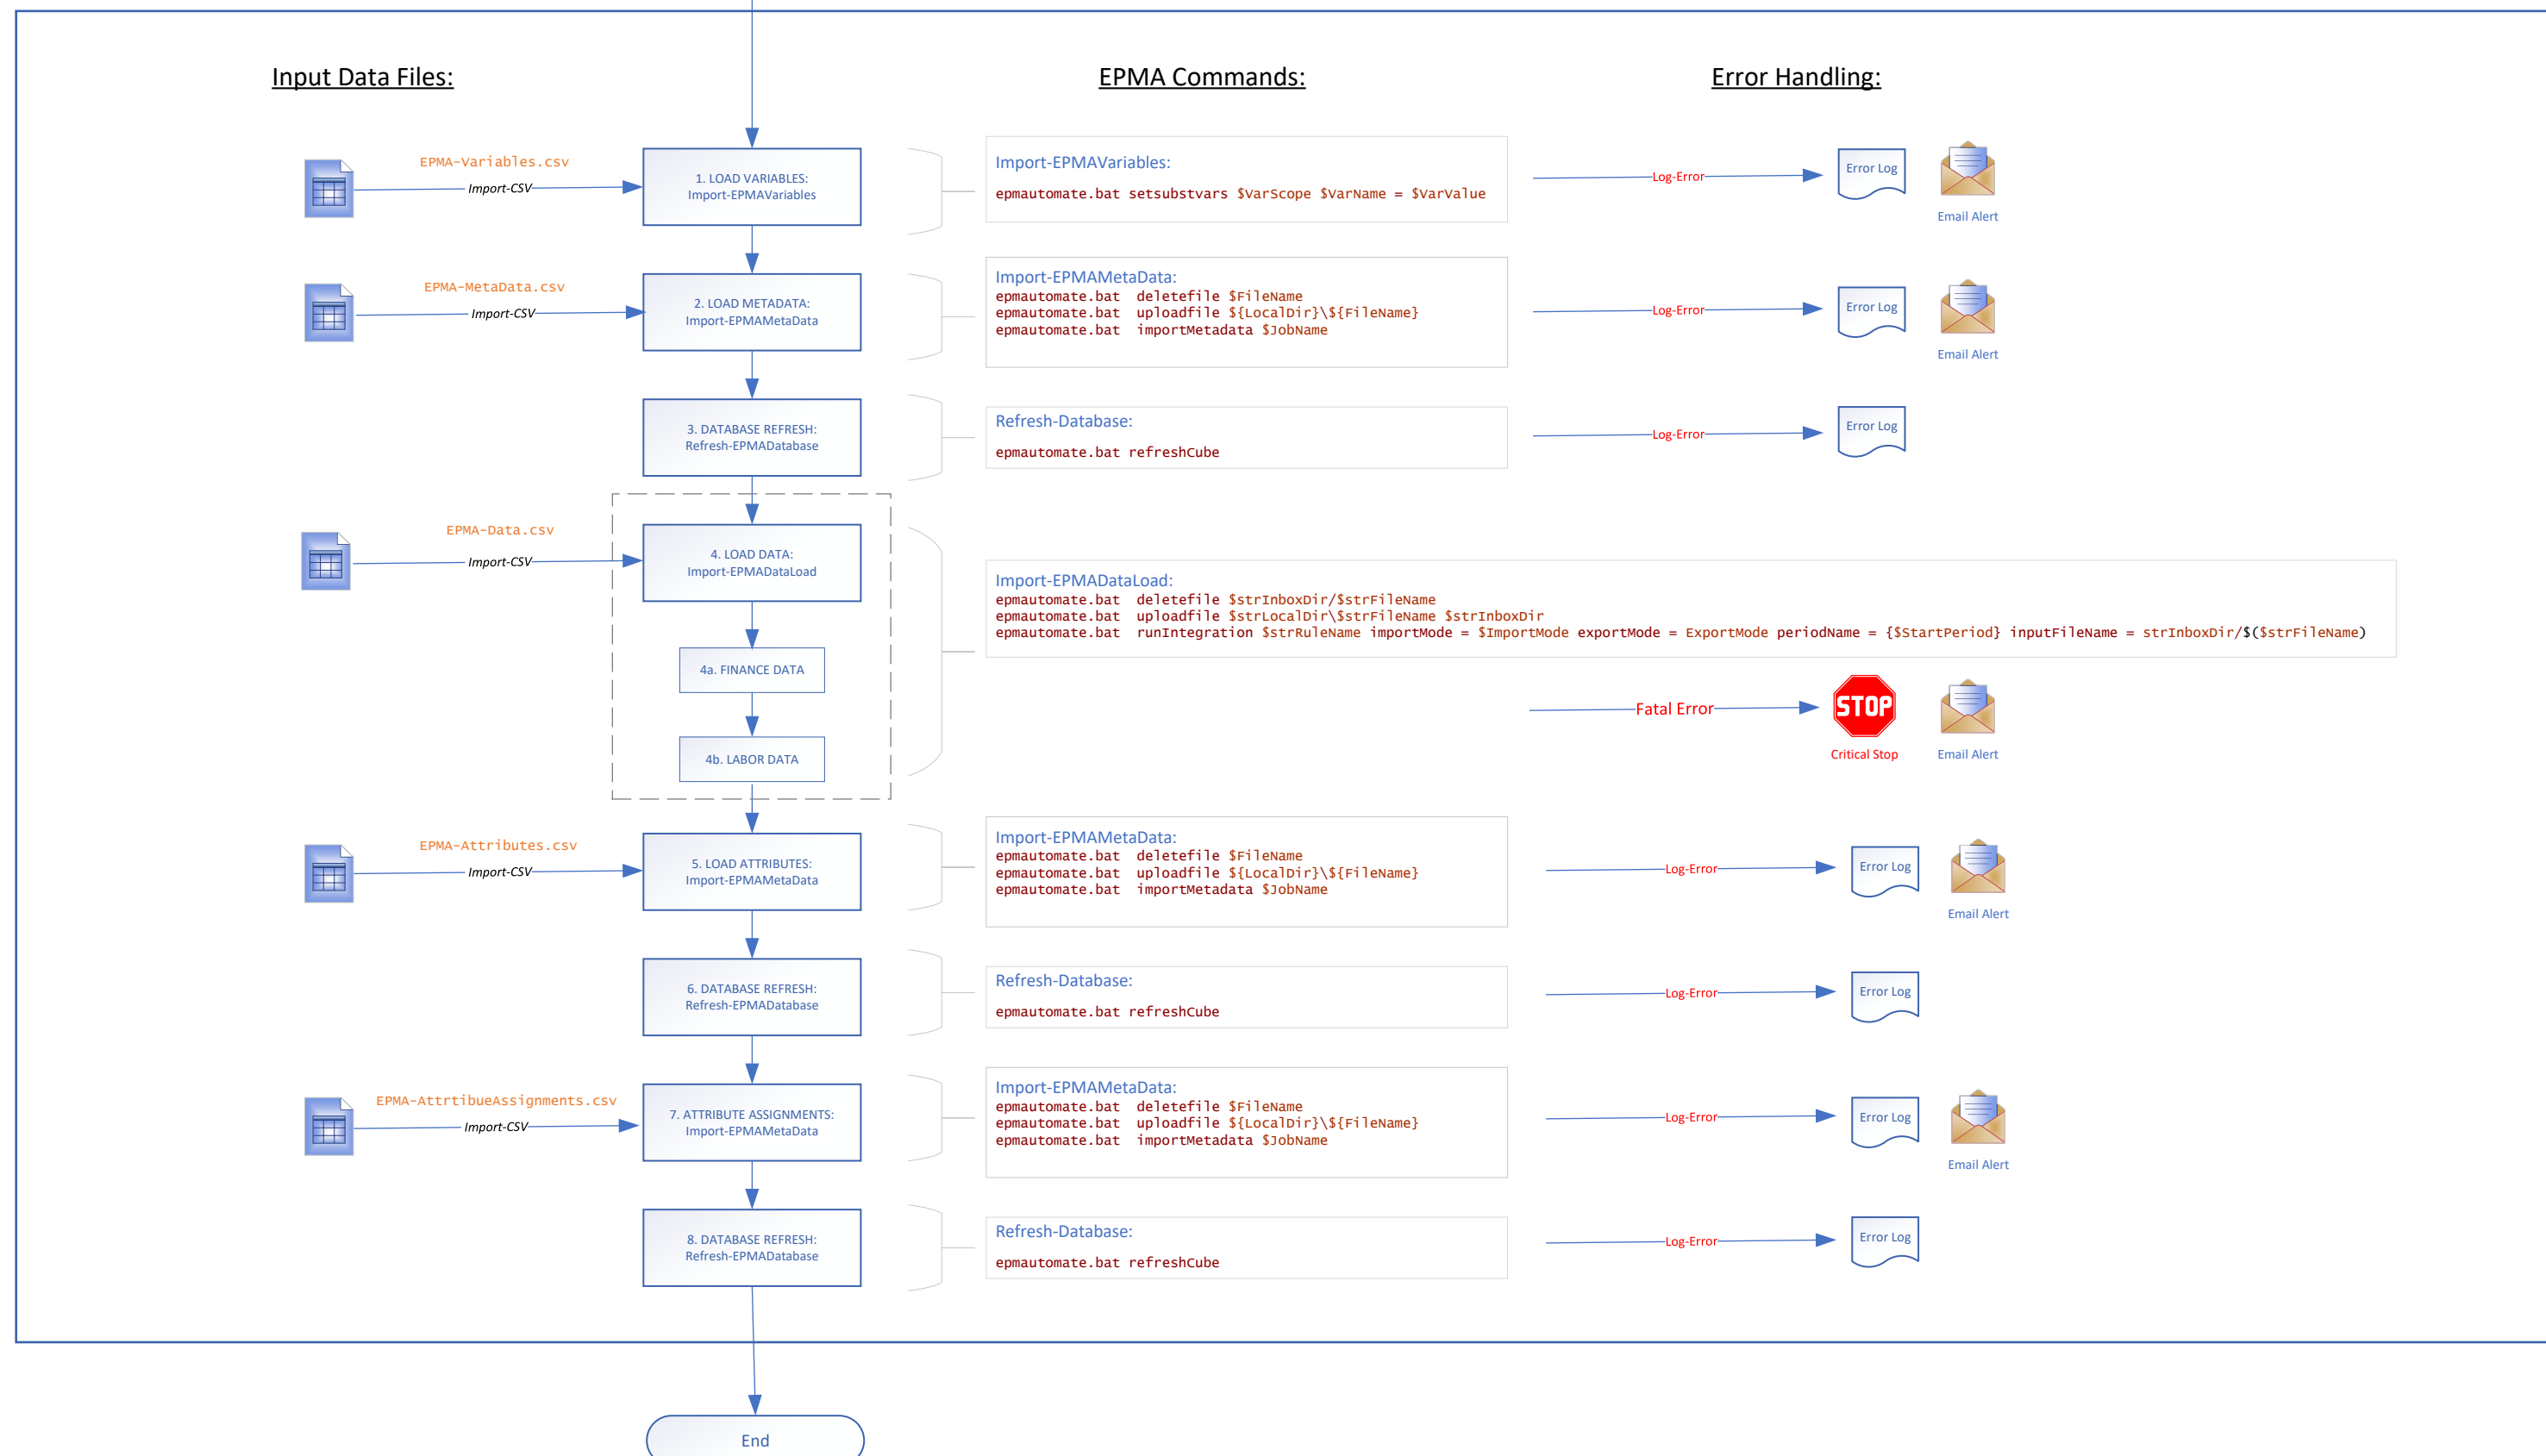 Input Data Files:
EPMA Commands:
Error Handling:
EPMA-Variables.csv
Import-CSV
1. LOAD VARIABLES:
Import-EPMAVariables
Import-EPMAVariables:
epmautomate.bat setsubstvars $VarScope $VarName = $VarValue
Log-Error
Error Log
Email Alert
EPMA-MetaData.csv
Import-CSV
2. LOAD METADATA:
Import-EPMAMetaData
Import-EPMAMetaData:
epmautomate.bat  deletefile $FileName
epmautomate.bat  uploadfile ${LocalDir}\${FileName}
epmautomate.bat  importMetadata $JobName
Log-Error
Error Log
Email Alert
3. DATABASE REFRESH:
Refresh-EPMADatabase
Refresh-Database:
epmautomate.bat refreshCube
Log-Error
Error Log
EPMA-Data.csv
Import-CSV
4. LOAD DATA:
Import-EPMADataLoad
4a. FINANCE DATA
4b. LABOR DATA
Import-EPMADataLoad:
epmautomate.bat  deletefile $strInboxDir/$strFileName
epmautomate.bat  uploadfile $strLocalDir\$strFileName $strInboxDir
epmautomate.bat  runIntegration $strRuleName importMode = $ImportMode exportMode = ExportMode periodName = {$StartPeriod} inputFileName = strInboxDir/$($strFileName)
Fatal Error
STOP
Critical Stop
Email Alert
EPMA-Attributes.csv
Import-CSV
5. LOAD ATTRIBUTES:
Import-EPMAMetaData
Import-EPMAMetaData:
epmautomate.bat  deletefile $FileName
epmautomate.bat  uploadfile ${LocalDir}\${FileName}
epmautomate.bat  importMetadata $JobName
Log-Error
Error Log
Email Alert
6. DATABASE REFRESH:
Refresh-EPMADatabase
Refresh-Database:
epmautomate.bat refreshCube
Log-Error
Error Log
EPMA-AttrtibueAssignments.csv
Import-CSV
7. ATTRIBUTE ASSIGNMENTS:
Import-EPMAMetaData
Import-EPMAMetaData:
epmautomate.bat  deletefile $FileName
epmautomate.bat  uploadfile ${LocalDir}\${FileName}
epmautomate.bat  importMetadata $JobName
Log-Error
Error Log
Email Alert
8. DATABASE REFRESH:
Refresh-EPMADatabase
Refresh-Database:
epmautomate.bat refreshCube
Log-Error
Error Log
End